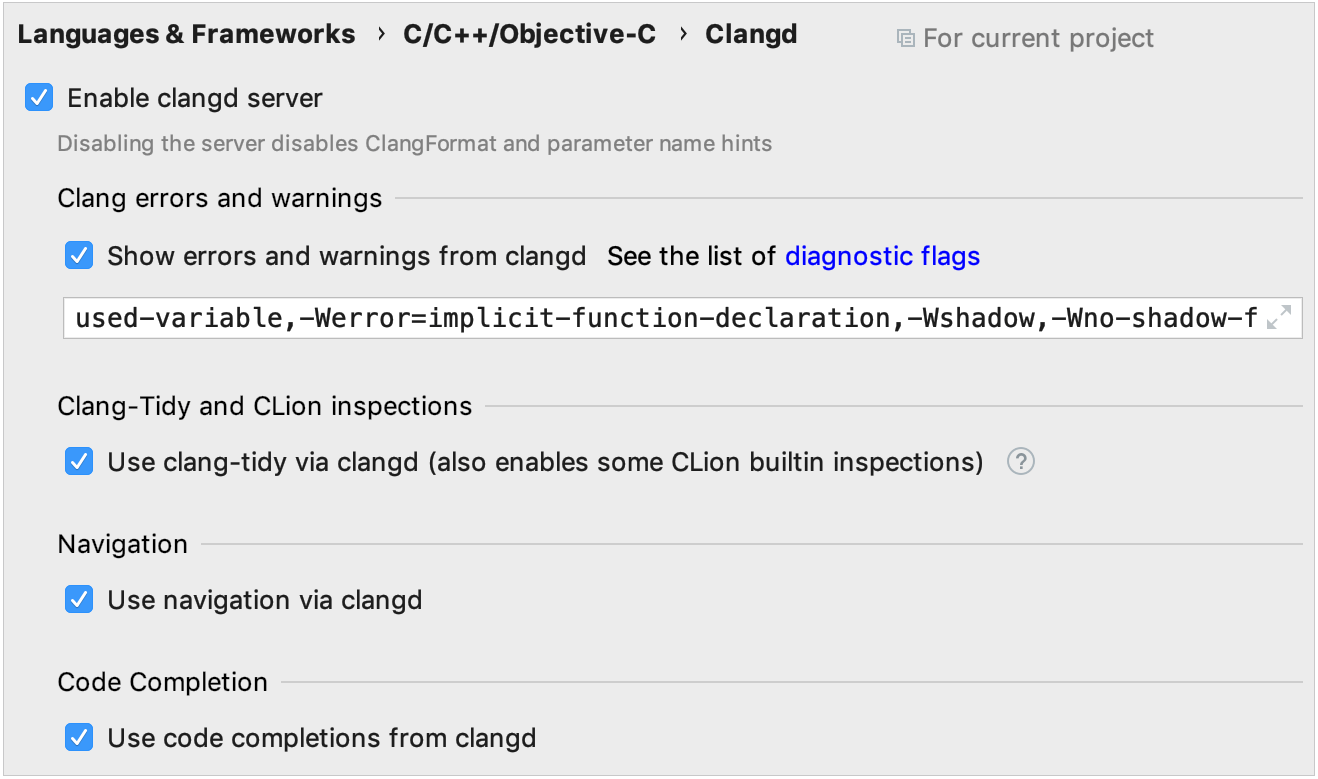 Languages & Frameworks › C/C++/Objective-C › Clangd For current project
Enable clangd server
Disabling the server disables ClangFormat and parameter name hints
Clang errors and warnings
Show errors and warnings from clangd See the list of diagnostic flags
used-variable,-Werror=implicit-function-declaration,-Wshadow,-Wno-shadow-f
Clang-Tidy and CLion inspections
Use clang-tidy via clangd (also enables some CLion builtin inspections) ?
Navigation
Use navigation via clangd
Code Completion
Use code completions from clangd